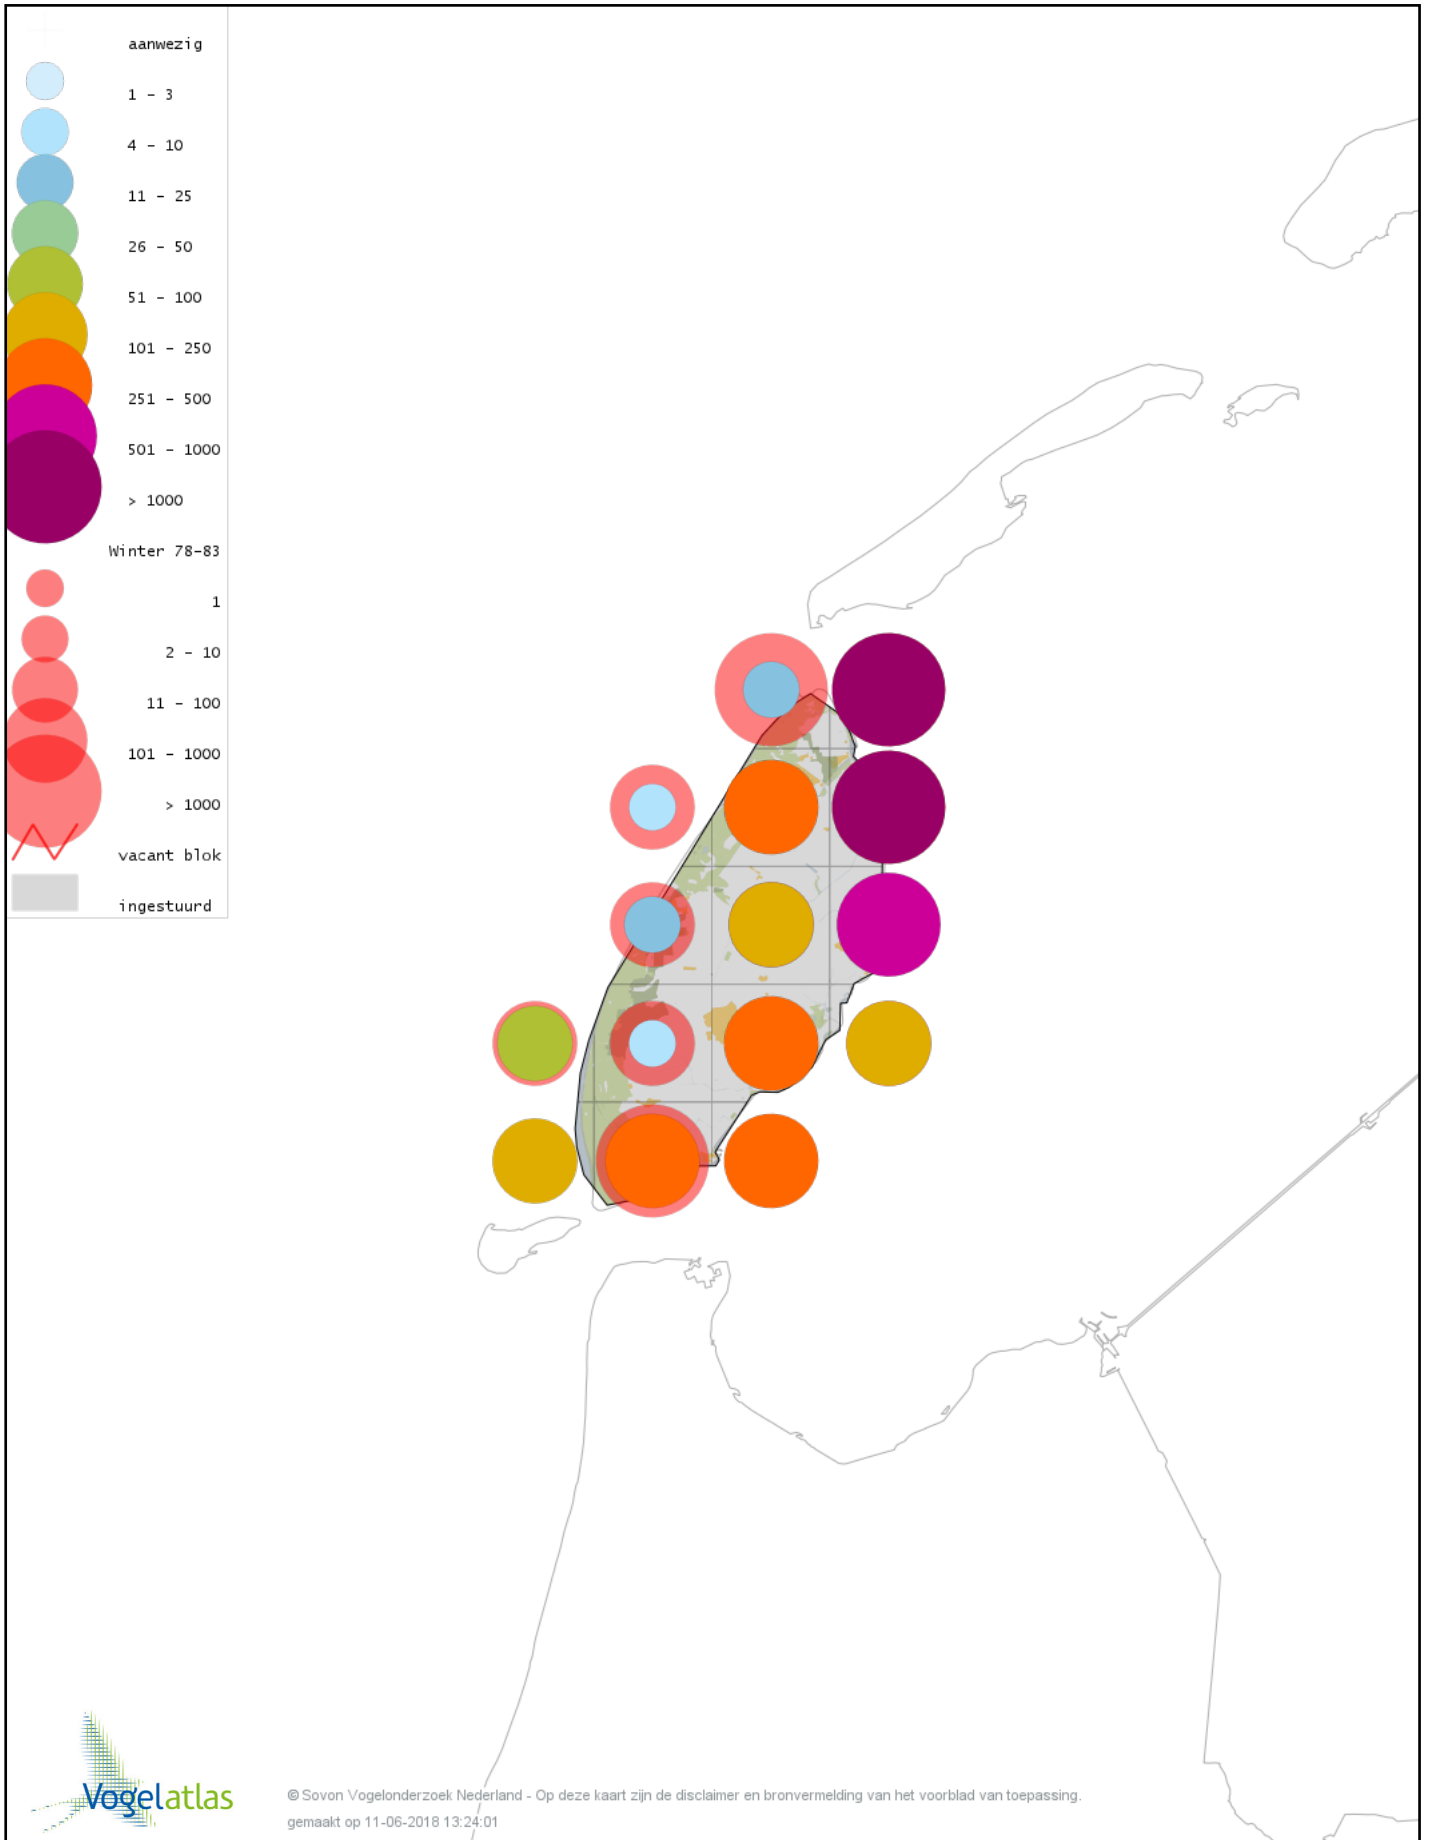 aanwezig
1 - 3
4 - 10
11 - 25
26 - 50
51 - 100
101 - 250
251 - 500
501 - 1000
> 1000
Winter 78-83
1
2 - 10
11 - 100
101 - 1000
> 1000
vacant blok
ingestuurd
Vogelatlas
© Sovon Vogelonderzoek Nederland - Op deze kaart zijn de disclaimer en bronvermelding van het voorblad van toepassing.
gemaakt op 11-06-2018 13:24:01